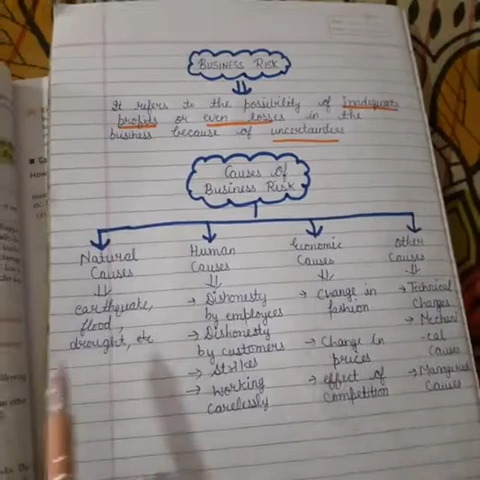 BUSINESS RISK
It refers to the possibility of inadequate
profits or even losses in the
business because of uncertainties
Causes of
Business Risk
Natural
Causes
earthquake,
flood,
drought, etc
Human
Causes
→ Dishonesty
by employees
→ Dishonesty
by customers
→ Strikes
→ Working
carelessly
Economic
Causes
→ Change in
fashion
→ Change in
prices
→ effect of
competition
Other
Causes
→ Technical
Changes
→ Mechani
-cal
Causes
→ Mangerial
Causes